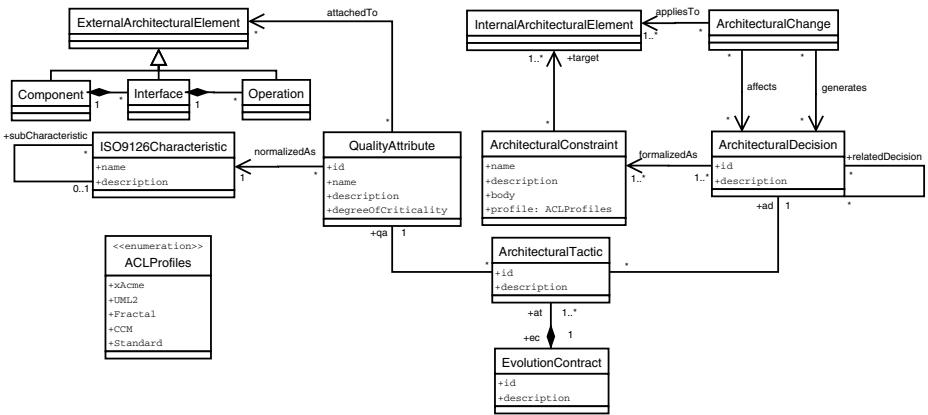 ExternalArchitecturalElement
attachedTo
*
InternalArchitecturalElement
appliesTo
1..*
*
ArchitecturalChange
1..*
+target
*
*
affects
generates
Component
1
*
Interface
1
*
Operation
*
*
*
*
+subCharacteristic
*
0..1
ISO9126Characteristic
+name
+description
normalizedAs
1
*
QualityAttribute
+id
+name
+description
+degreeOfCriticality
ArchitecturalConstraint
+name
+description
+body
+profile: ACLProfiles
formalizedAs
1..*
1..*
ArchitecturalDecision
+id
+description
+relatedDecision
*
*
+ad
1
+qa
1
<<enumeration>>
ACLProfiles
+xAcme
+UML2
+Fractal
+CCM
+Standard
*
ArchitecturalTactic
+id
+description
*
+at
1..*
+ec
1
EvolutionContract
+id
+description